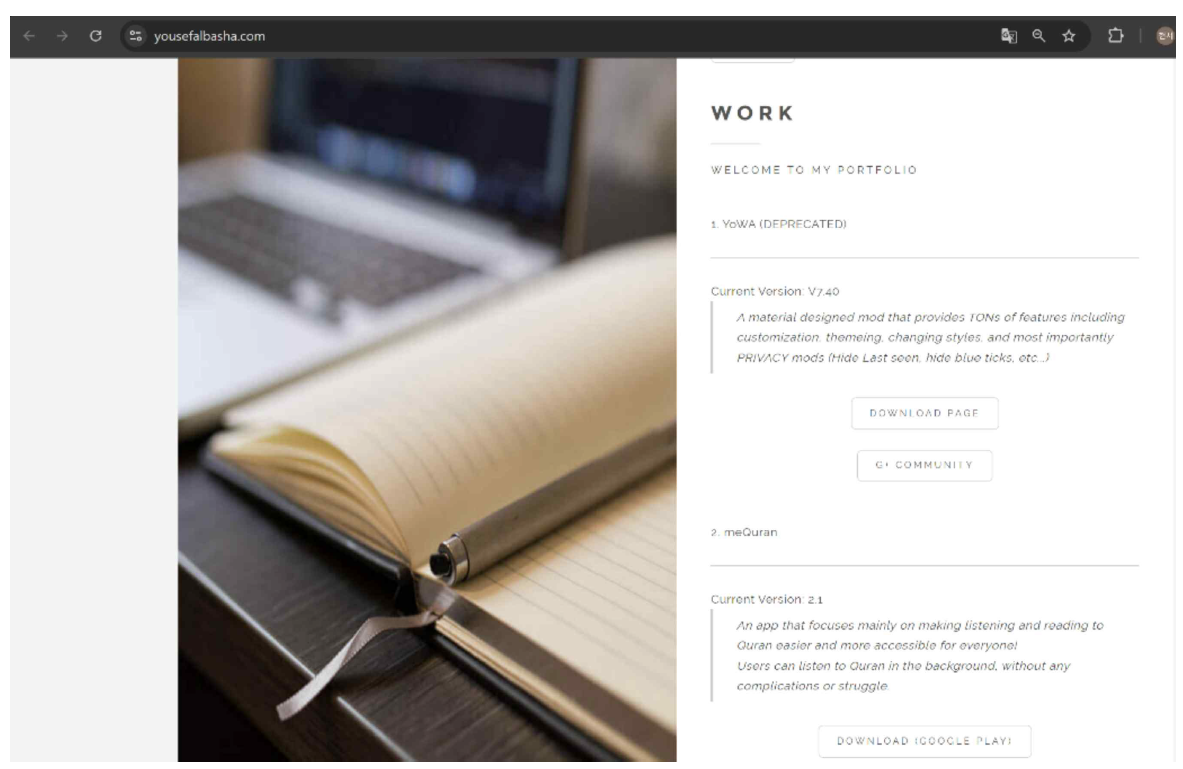 yousefalbasha.com
WORK
WELCOME TO MY PORTFOLIO
1. YoWA (DEPRECATED)
Current Version: V7.40
A material designed mod that provides TONs of features including
customization, themeing, changing styles, and most importantly
PRIVACY mods (Hide Last seen, hide blue ticks, etc...)
DOWNLOAD PAGE
G+ COMMUNITY
2. meQuran
Current Version: 2.1
An app that focuses mainly on making listening and reading to
Quran easier and more accessible for everyone!
Users can listen to Quran in the background, without any
complications or struggle.
DOWNLOAD (GOOGLE PLAY)